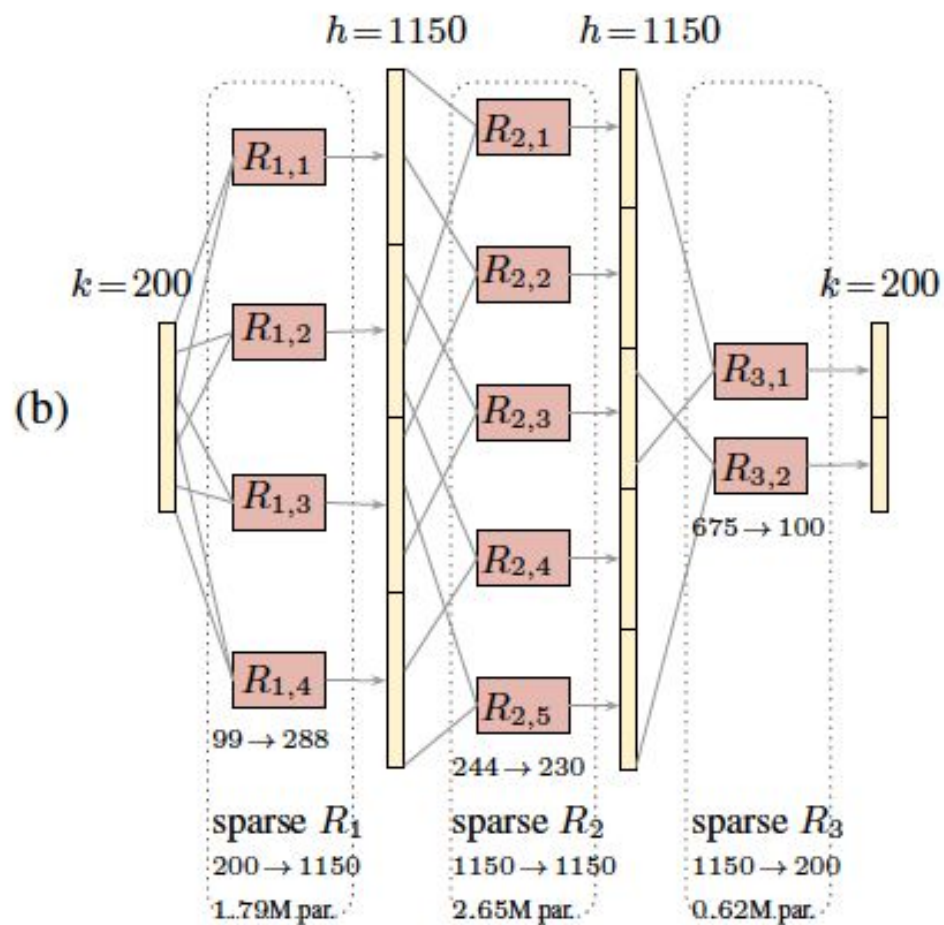 h=1150
h=1150
k=200
k=200
(b)
R1,1
R1,2
R1,3
R1,4
99→288
R2,1
R2,2
R2,3
R2,4
R2,5
244→230
R3,1
R3,2
675→100
sparse R1
200→1150
1.79M par.
sparse R2
1150→1150
2.65M par.
sparse R3
1150→200
0.62M par.